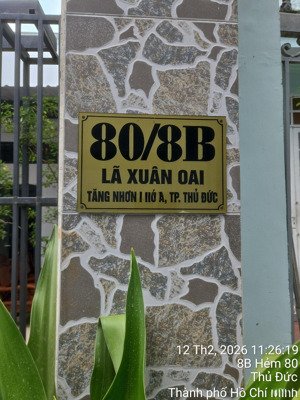 80/8B
LÃ XUÂN OAI
TĂNG NHƠN PHÚ A, TP. THỦ ĐỨC
12 Th2, 2026 11:26:19
8B Hẻm 80
Thủ Đức
Thành phố Hồ Chí Minh